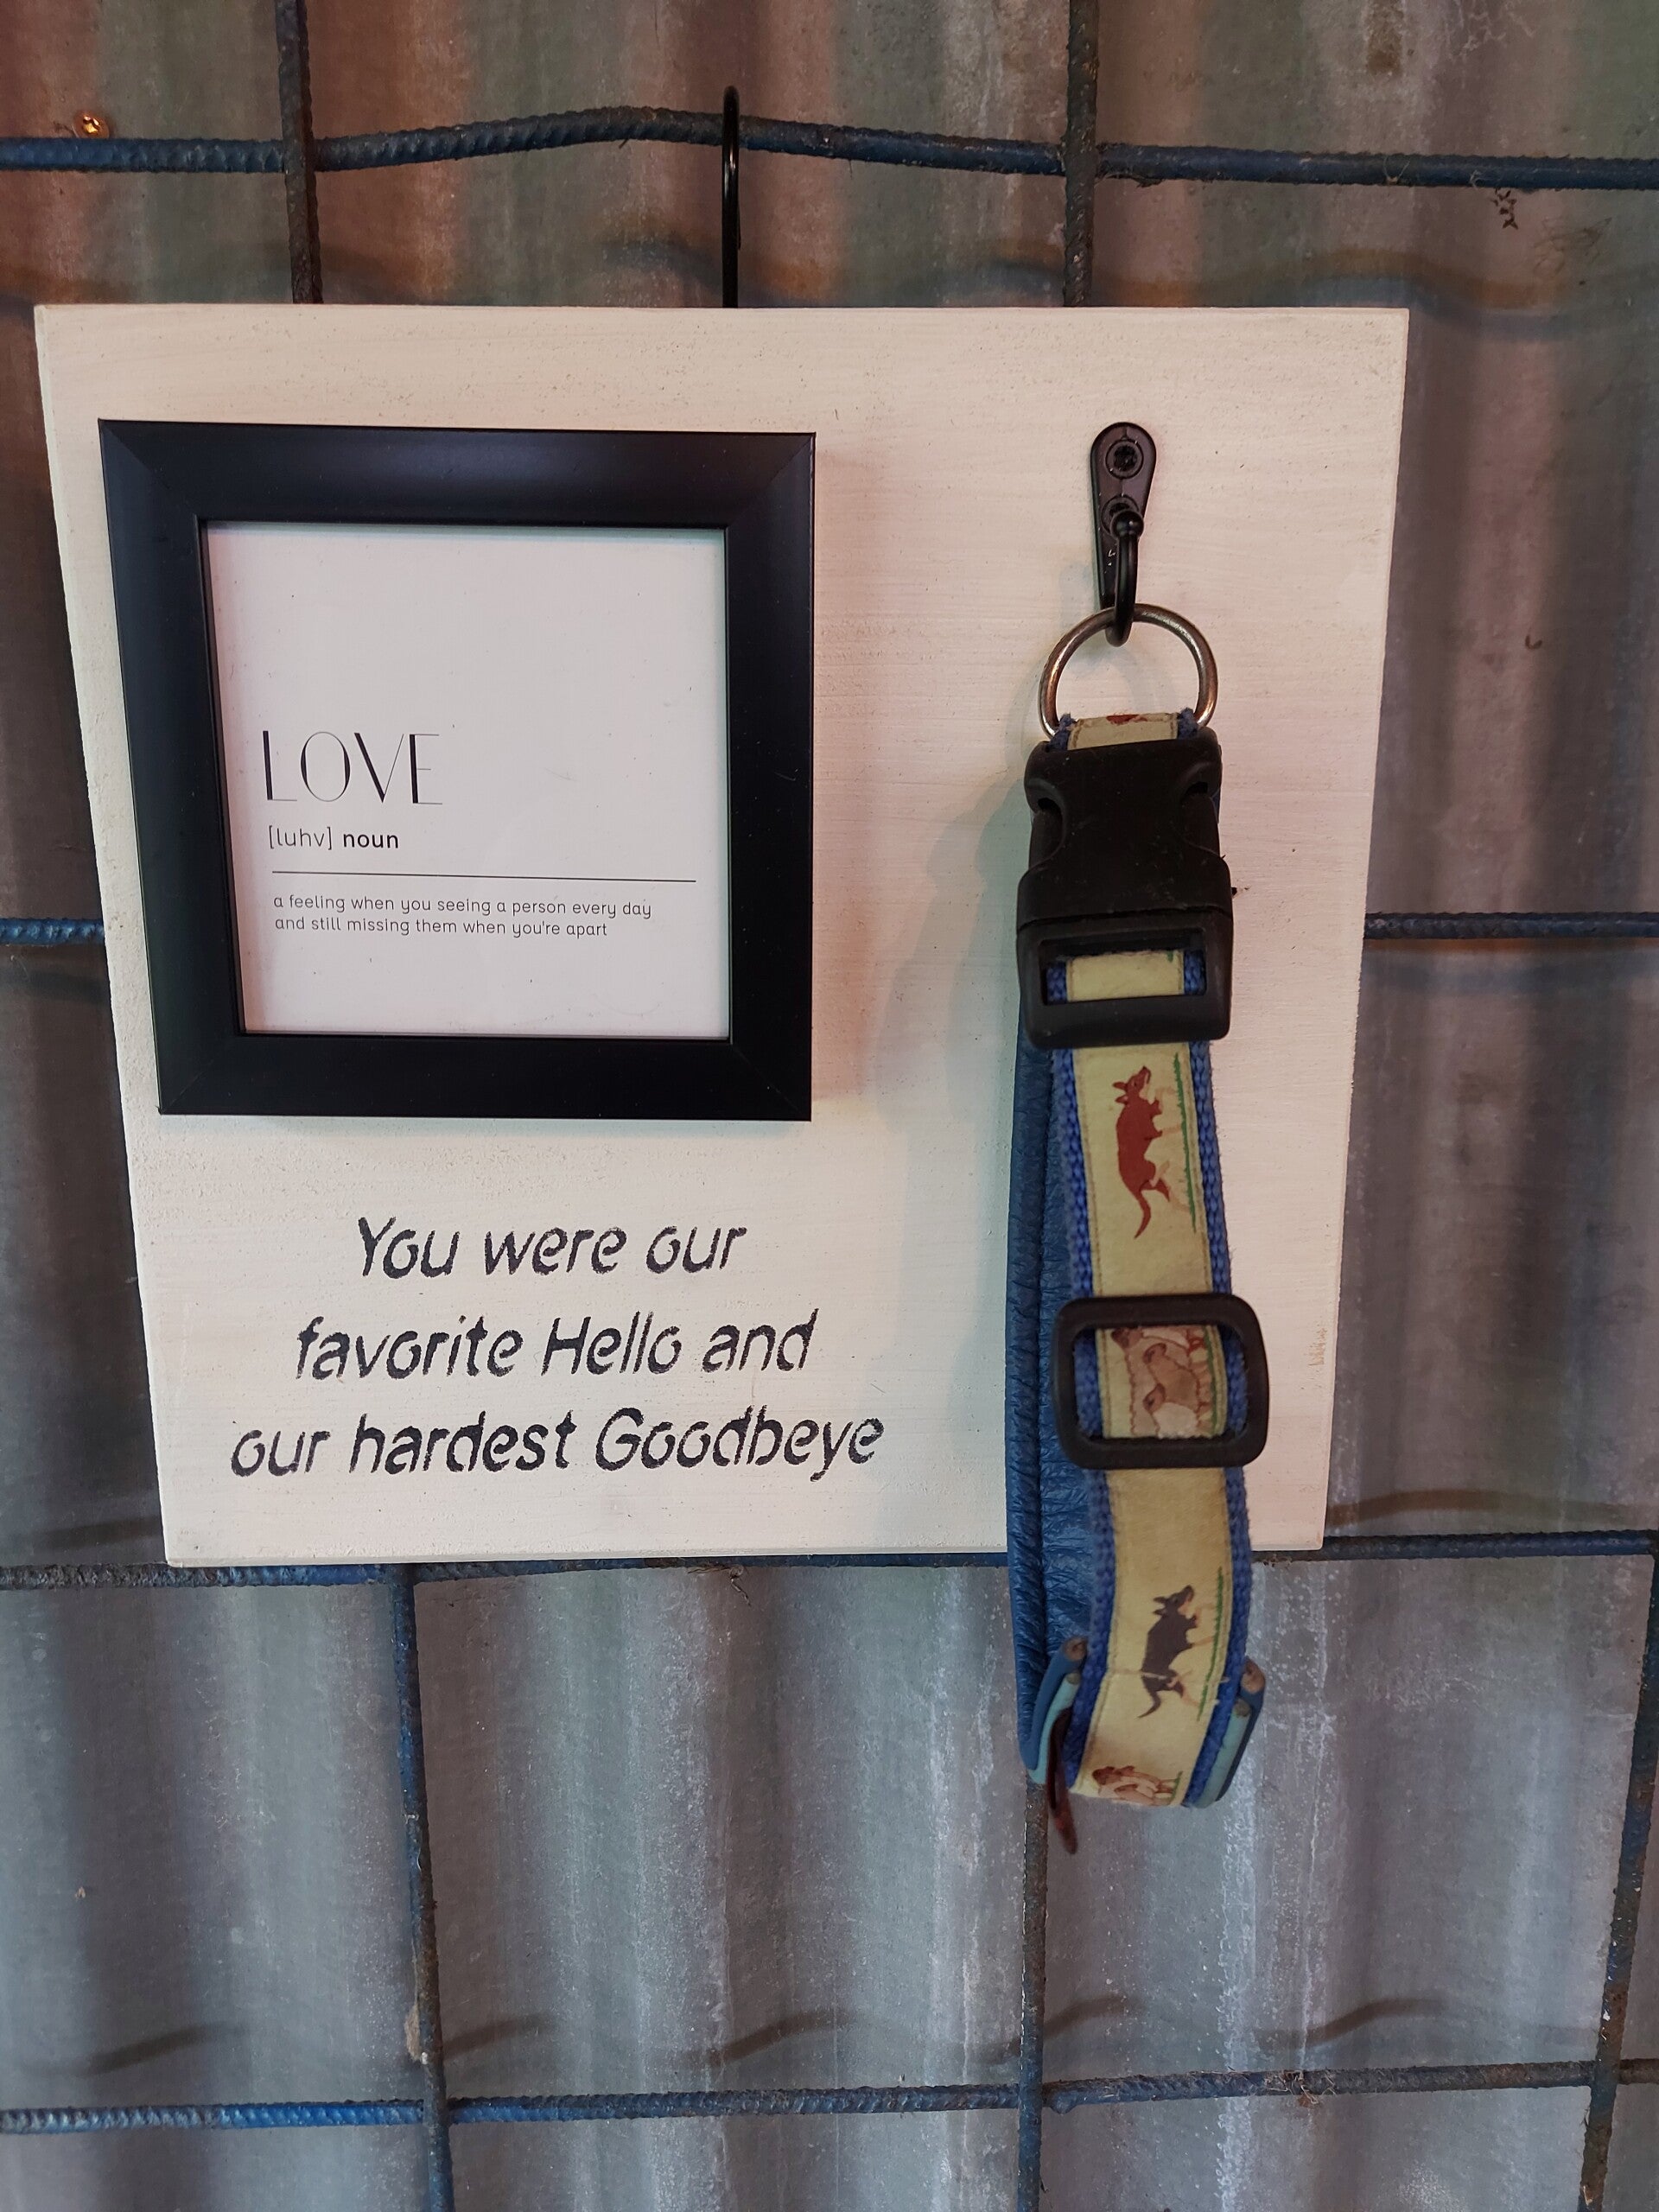 LOVE
[luhv] noun
a feeling when you seeing a person every day
and still missing them when you're apart
You were our
favorite Hello and
our hardest Goodbeye